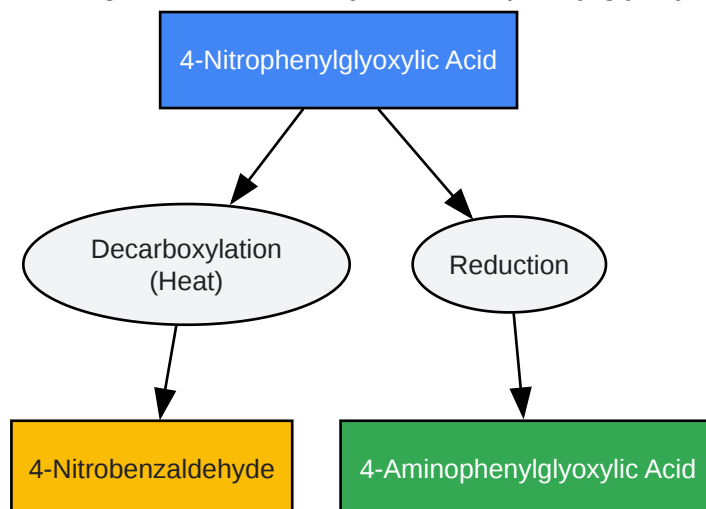 4-Nitrophenylglyoxylic Acid
Decarboxylation
(Heat)
Reduction
4-Nitrobenzaldehyde
4-Aminophenylglyoxylic Acid